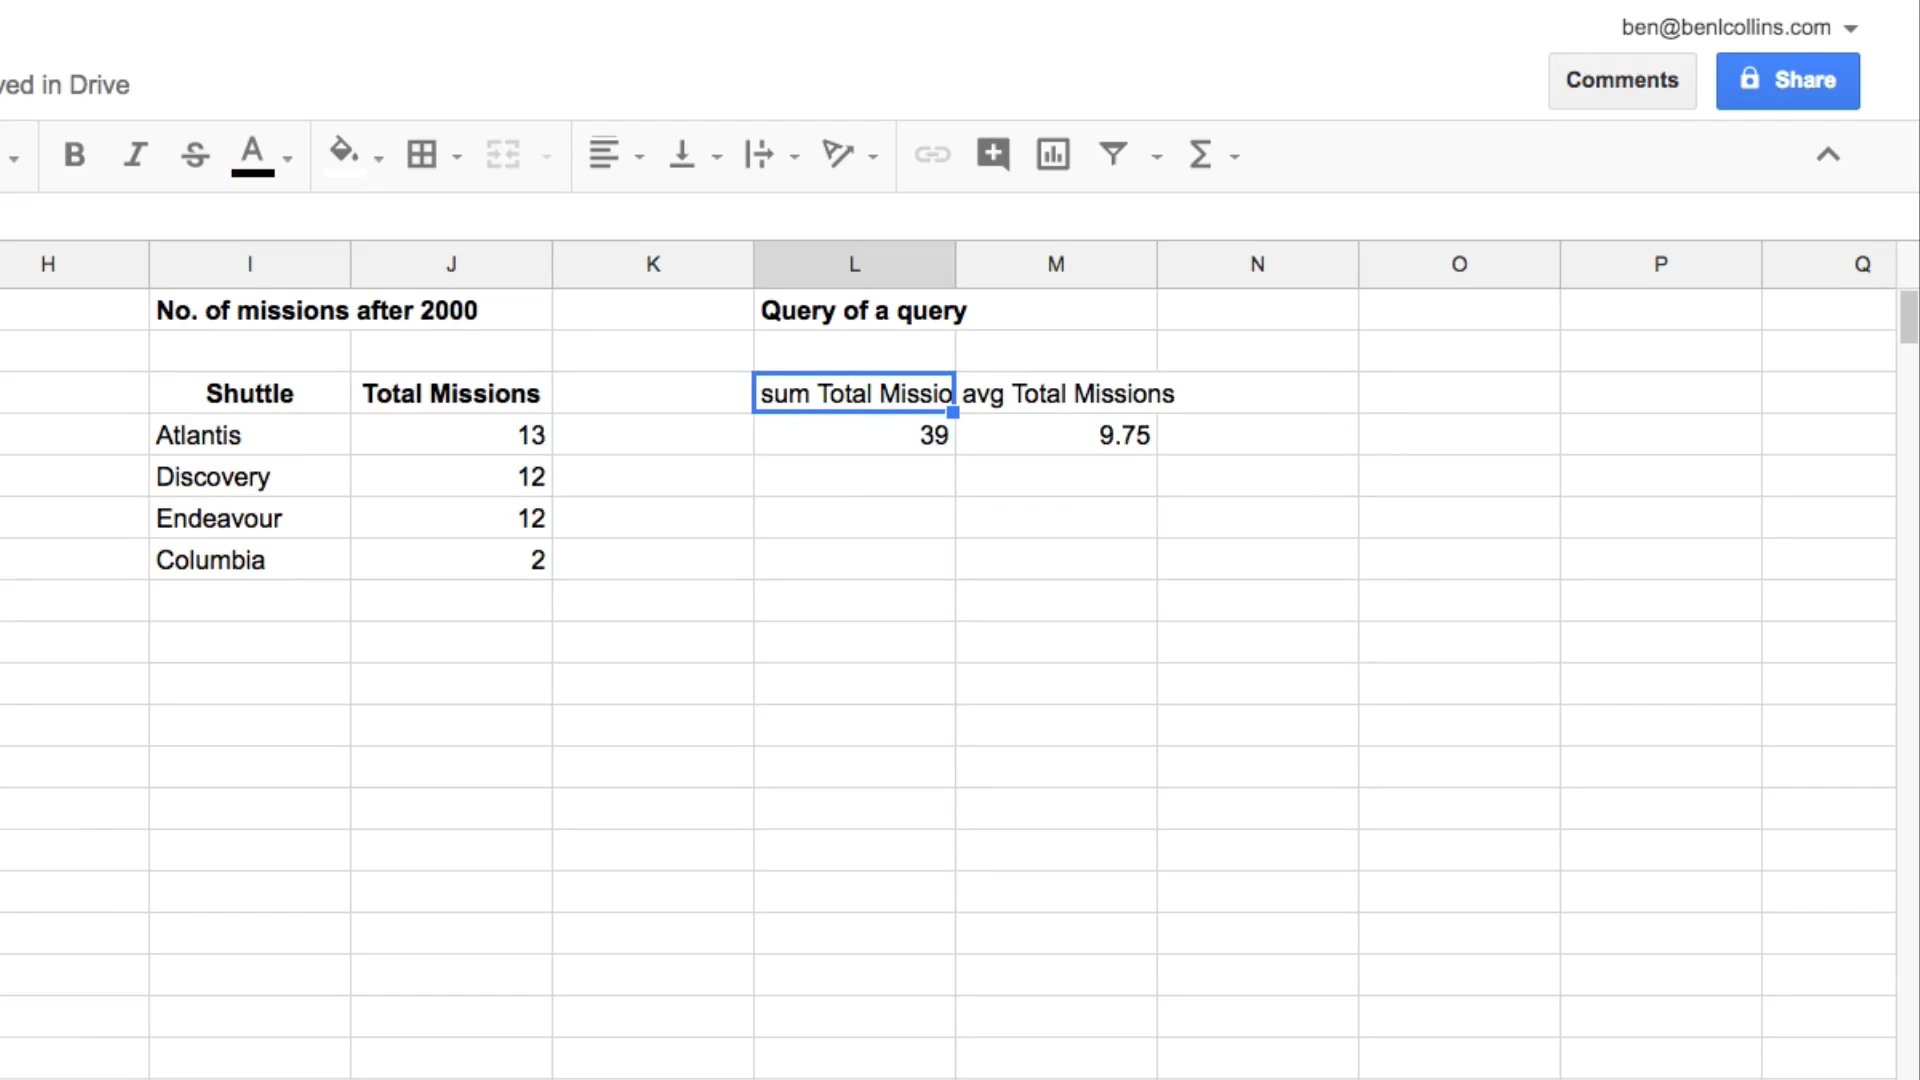 ben@benlcollins.com
ved in Drive
Comments
Share
B I S A
H I J K L M N O P Q
No. of missions after 2000 Query of a query
Shuttle Total Missions sum Total Missio avg Total Missions
Atlantis 13 39 9.75
Discovery 12
Endeavour 12
Columbia 2